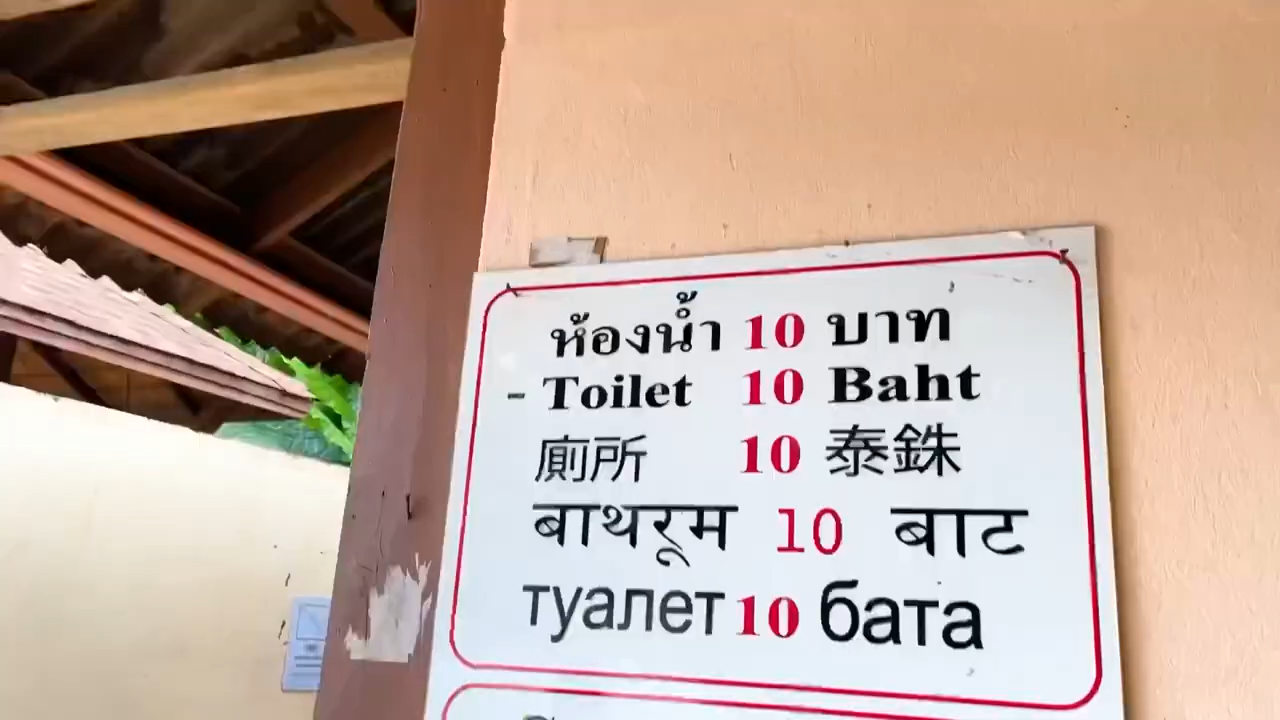 ห้องน้ำ 10 บาท
- Toilet 10 Baht
廁所 10 泰銖
बाथरूम 10 बाट
туалет 10 бата